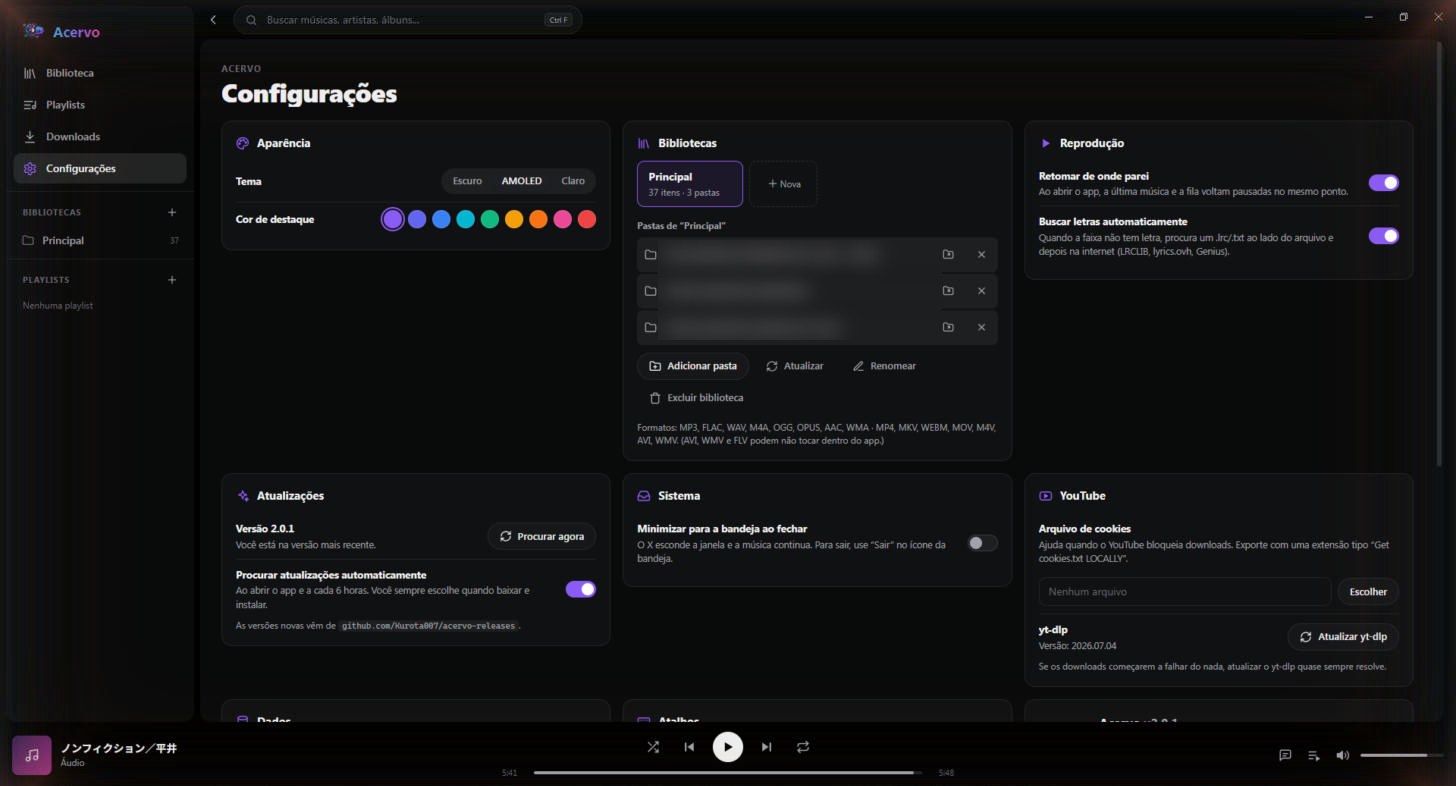 Acervo
Buscar músicas, artistas, álbuns...
Ctrl F
Biblioteca
Playlists
Downloads
Configurações
BIBLIOTECAS
Principal
37
PLAYLISTS
Nenhuma playlist
ACERVO
Configurações
Aparência
Tema
Escuro
AMOLED
Claro
Cor de destaque
Bibliotecas
Principal
37 itens · 3 pastas
+ Nova
Pastas de "Principal"
Adicionar pasta
Atualizar
Renomear
Excluir biblioteca
Formatos: MP3, FLAC, WAV, M4A, OGG, OPUS, AAC, WMA · MP4, MKV, WEBM, MOV, M4V,
AVI, WMV. (AVI, WMV e FLV podem não tocar dentro do app.)
Reprodução
Retomar de onde parei
Ao abrir o app, a última música e a fila voltam pausadas no mesmo ponto.
Buscar letras automaticamente
Quando a faixa não tem letra, procura um .lrc/.txt ao lado do arquivo e
depois na internet (LRCLIB, lyrics.ovh, Genius).
Atualizações
Versão 2.0.1
Você está na versão mais recente.
Procurar agora
Procurar atualizações automaticamente
Ao abrir o app e a cada 6 horas. Você sempre escolhe quando baixar e
instalar.
As versões novas vêm de github.com/Kurota007/acervo-releases .
Sistema
Minimizar para a bandeja ao fechar
O X esconde a janela e a música continua. Para sair, use "Sair" no ícone da
bandeja.
YouTube
Arquivo de cookies
Ajuda quando o YouTube bloqueia downloads. Exporte com uma extensão tipo "Get
cookies.txt LOCALLY".
Nenhum arquivo
Escolher
yt-dlp
Versão: 2026.07.04
Atualizar yt-dlp
Se os downloads começarem a falhar do nada, atualizar o yt-dlp quase sempre resolve.
Dados
Atalhos
Acervo v2.0.1
ノンフィクション／平井
Áudio
5:41
5:48